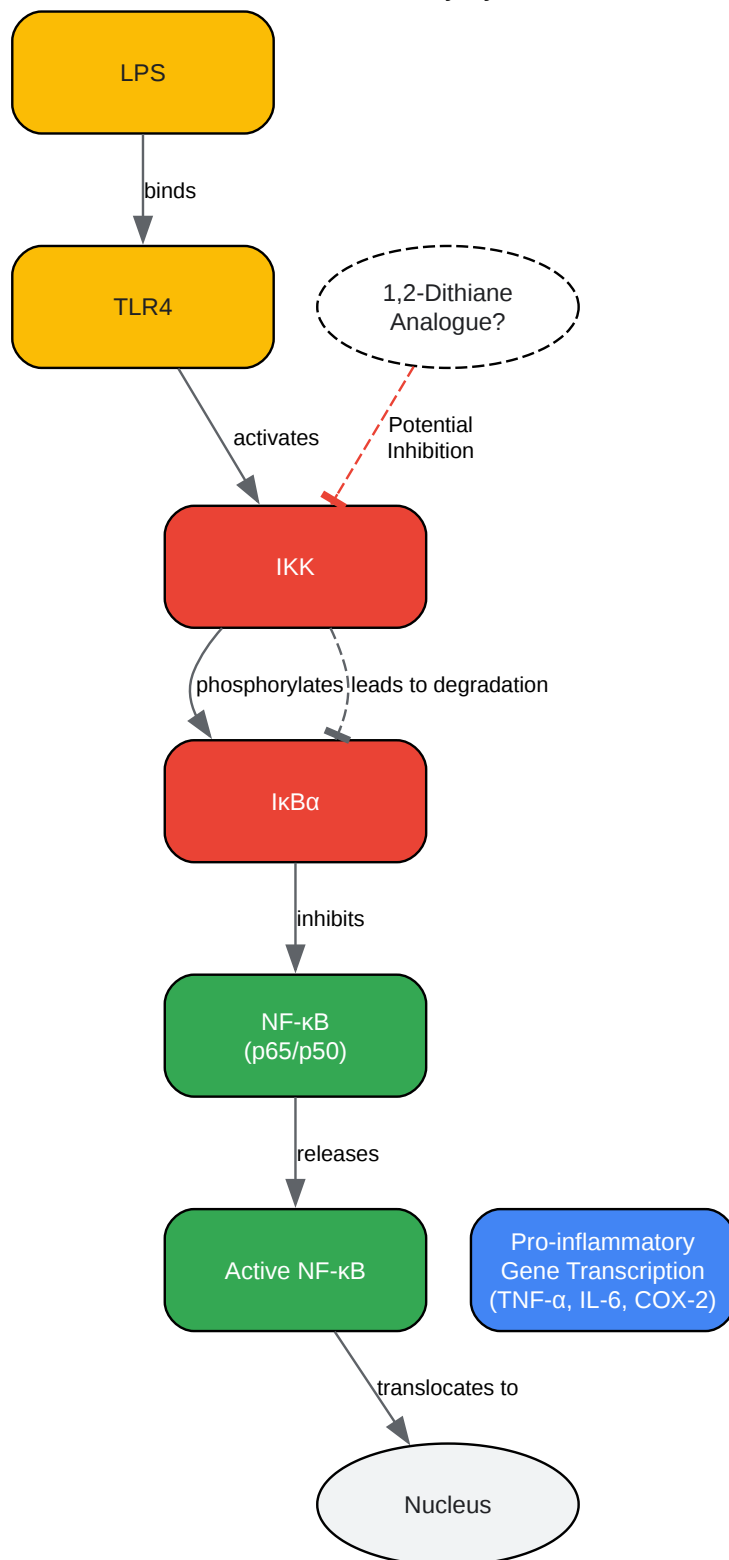 LPS
binds
TLR4
1,2-Dithiane
Analogue?
activates
Potential
Inhibition
IKK
phosphorylates
leads to degradation
IκBα
inhibits
NF-κB
(p65/p50)
releases
Active NF-κB
Pro-inflammatory
Gene Transcription
(TNF-α, IL-6, COX-2)
translocates to
Nucleus